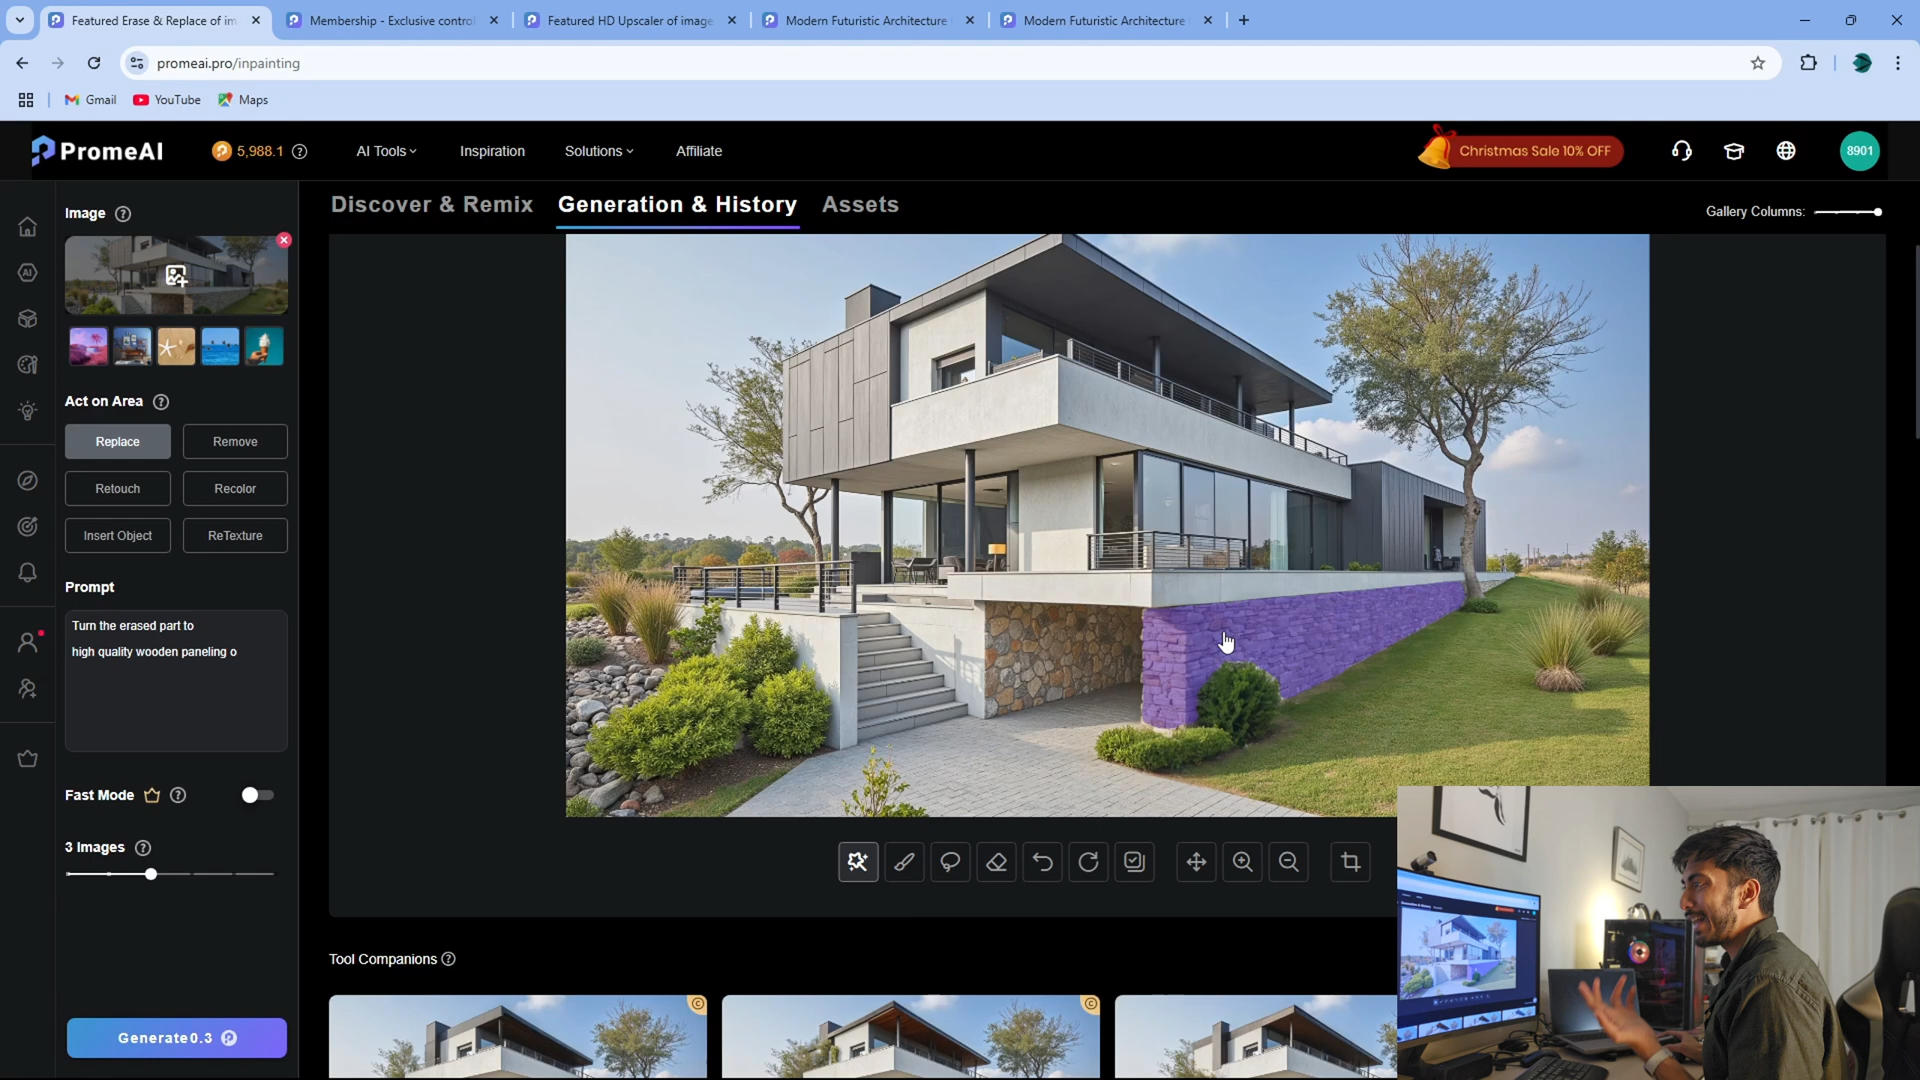 Featured Erase & Replace of im
Membership - Exclusive control
Featured HD Upscaler of image
Modern Futuristic Architecture
Modern Futuristic Architecture
promeai.pro/inpainting
Gmail
YouTube
Maps
PromeAI
5,988.1
AI Tools
Inspiration
Solutions
Affiliate
Christmas Sale 10% OFF
8901
Discover & Remix
Generation & History
Assets
Gallery Columns:
Image
Act on Area
Replace
Remove
Retouch
Recolor
Insert Object
ReTexture
Prompt
Turn the erased part to
high quality wooden paneling o
Fast Mode
3 Images
Generate0.3
Tool Companions